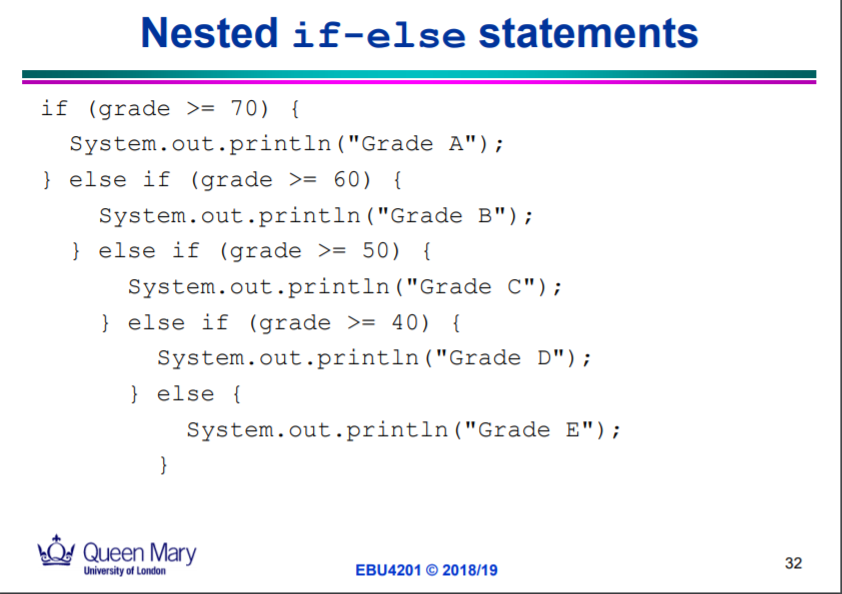 Nested if-else statements
if (grade >= 70) {
  System.out.println("Grade A");
} else if (grade >= 60) {
    System.out.println("Grade B");
  } else if (grade >= 50) {
      System.out.println("Grade C");
    } else if (grade >= 40) {
        System.out.println("Grade D");
      } else {
          System.out.println("Grade E");
        }
Queen Mary
University of London
EBU4201 © 2018/19
32